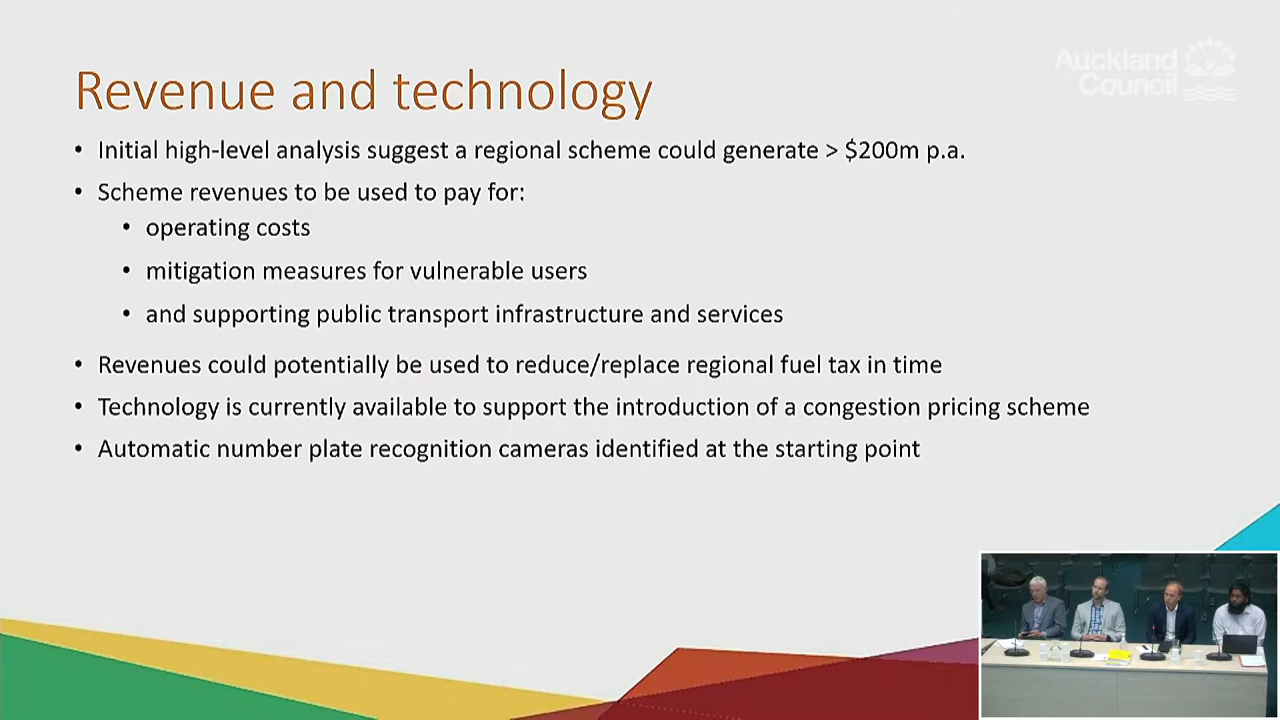 Auckland
Council
Revenue and technology
• Initial high-level analysis suggest a regional scheme could generate > $200m p.a.
• Scheme revenues to be used to pay for:
• operating costs
• mitigation measures for vulnerable users
• and supporting public transport infrastructure and services
• Revenues could potentially be used to reduce/replace regional fuel tax in time
• Technology is currently available to support the introduction of a congestion pricing scheme
• Automatic number plate recognition cameras identified at the starting point